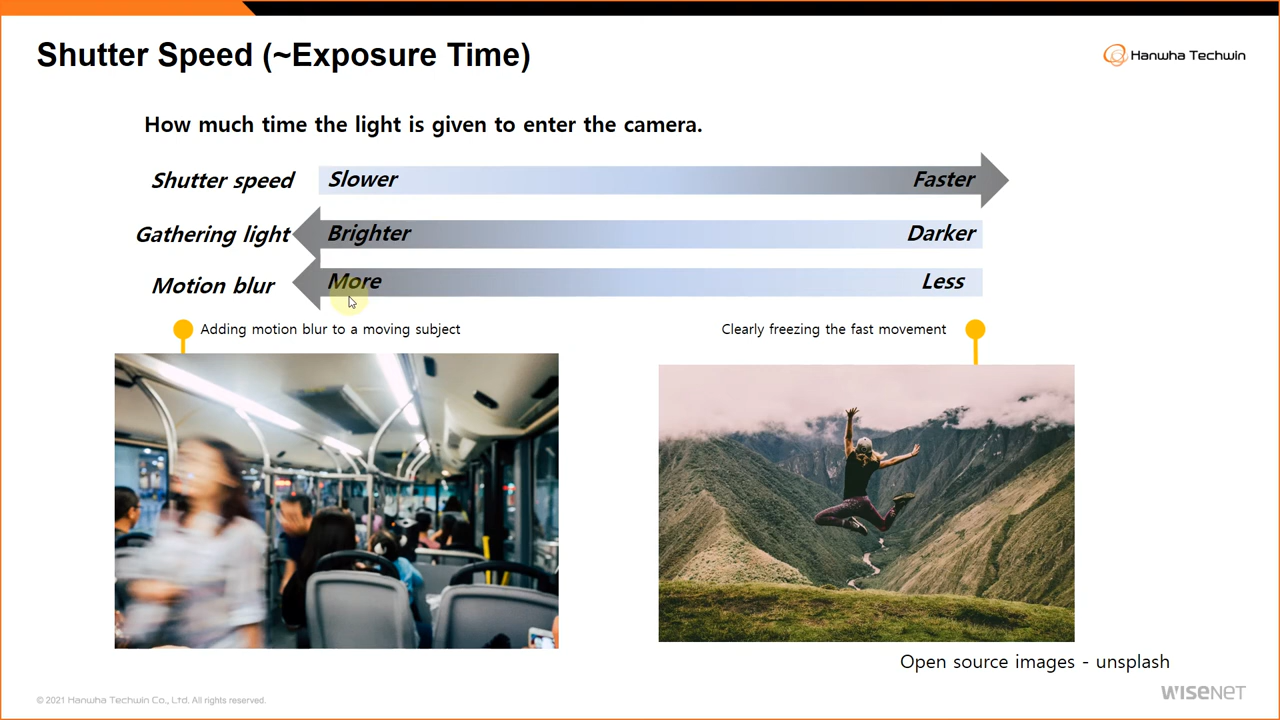 Shutter Speed (~Exposure Time)
Hanwha Techwin
How much time the light is given to enter the camera.
Shutter speed Slower Faster
Gathering light Brighter Darker
Motion blur More Less
Adding motion blur to a moving subject
Clearly freezing the fast movement
Open source images - unsplash
© 2021 Hanwha Techwin Co., Ltd. All rights reserved.
WISENET